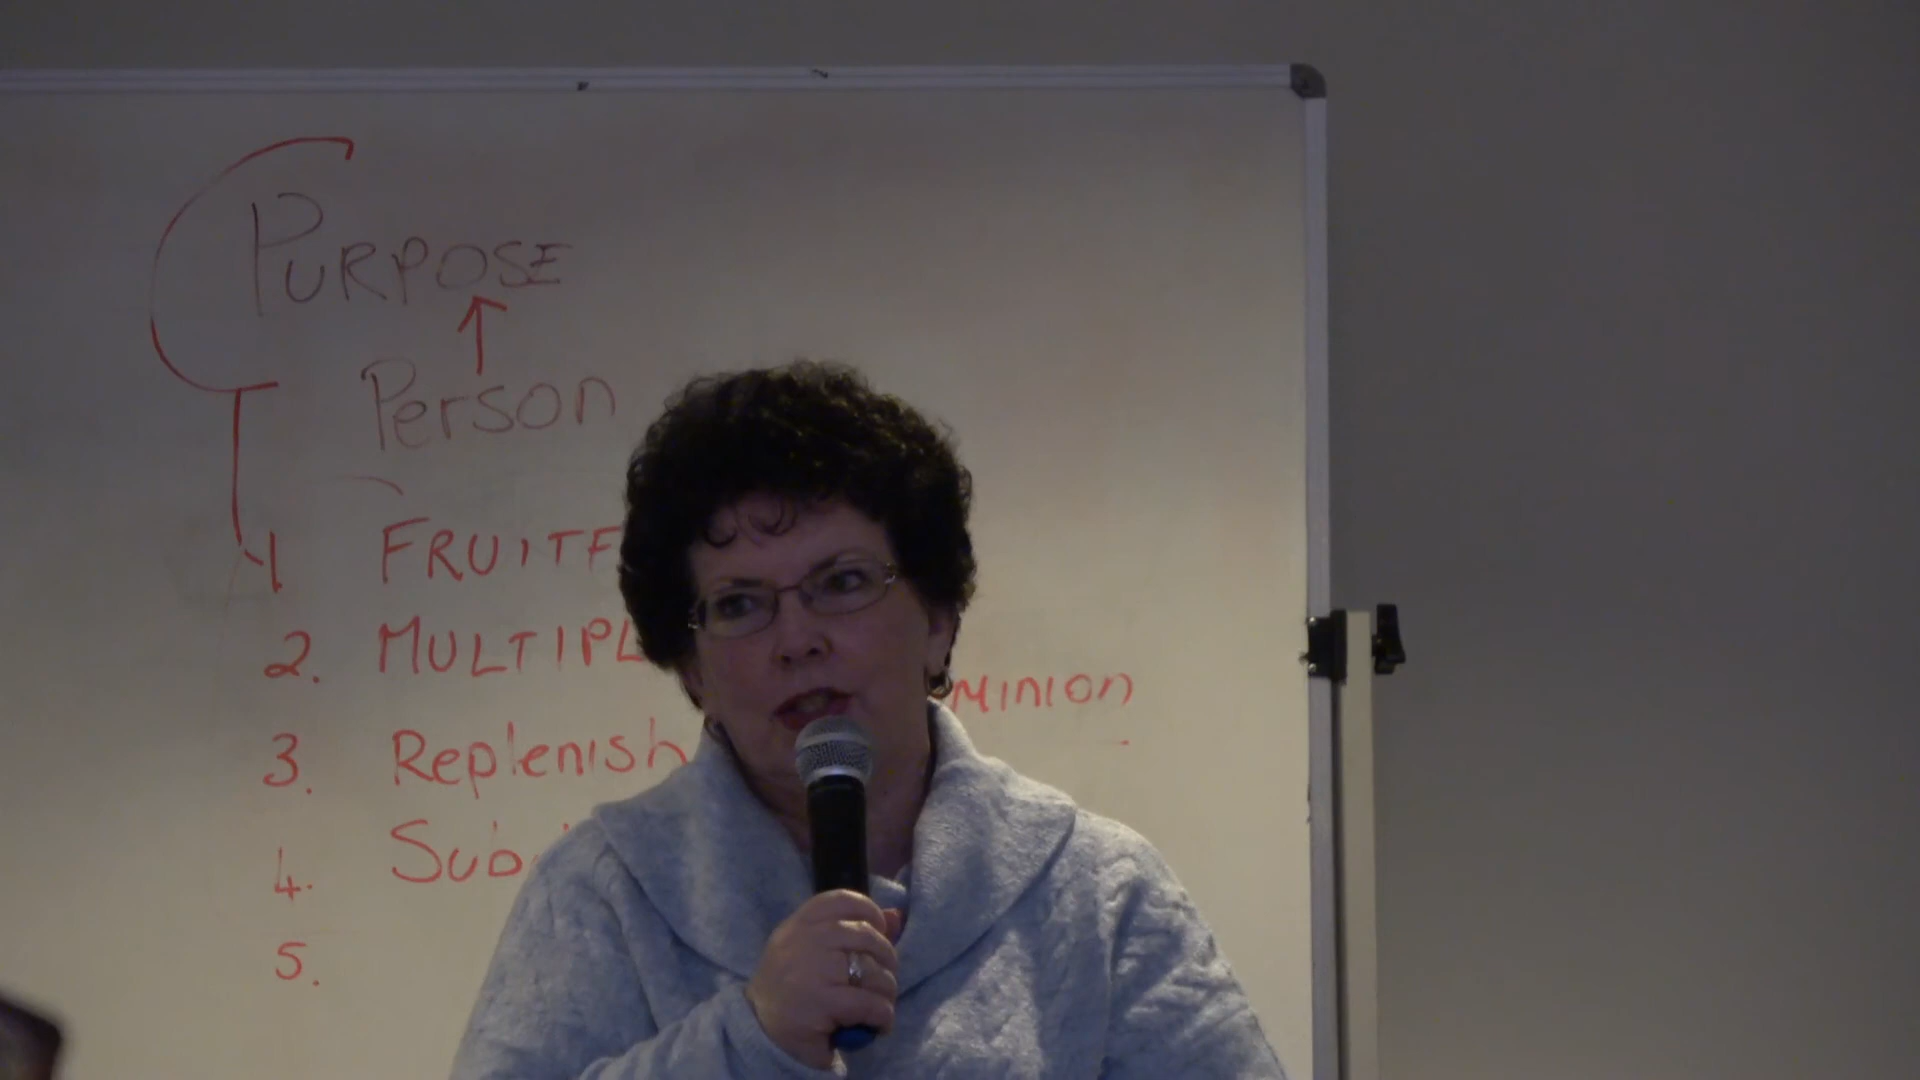 PURPOSE
Person
1 FRUITF
2. MULTIPL
MINION
3. Replenish
4. Sub
5.